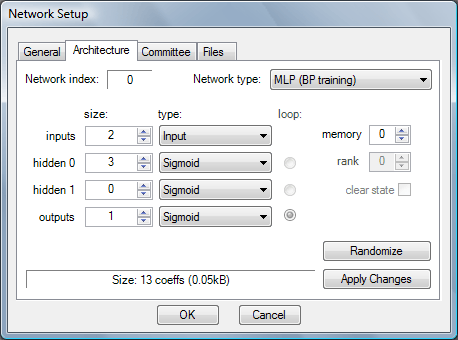 Network Setup
General Architecture Committee Files
Network index: 0 Network type: MLP (BP training)
size: type: loop:
inputs 2 Input memory 0
hidden 0 3 Sigmoid rank 0
hidden 1 0 Sigmoid clear state
outputs 1 Sigmoid
Randomize
Size: 13 coeffs (0.05kB) Apply Changes
OK Cancel